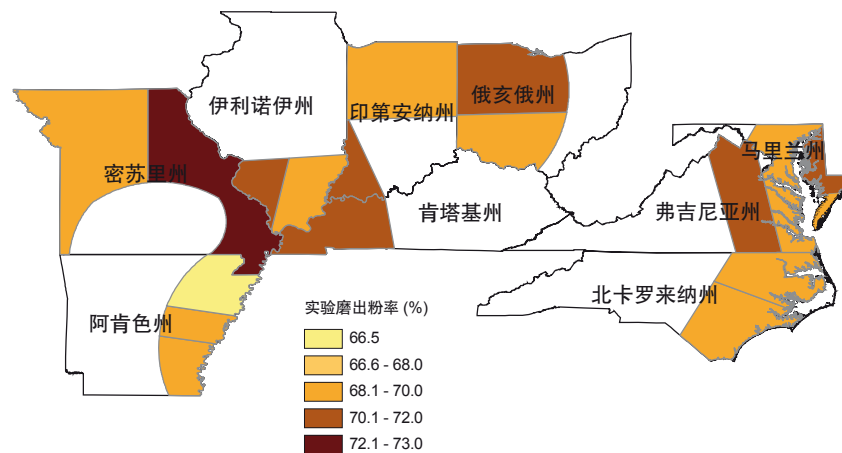 伊利诺伊州
印第安纳州
俄亥俄州
马里兰州
密苏里州
肯塔基州
弗吉尼亚州
北卡罗来纳州
阿肯色州
实验磨出粉率 (%)
66.5
66.6 - 68.0
68.1 - 70.0
70.1 - 72.0
72.1 - 73.0